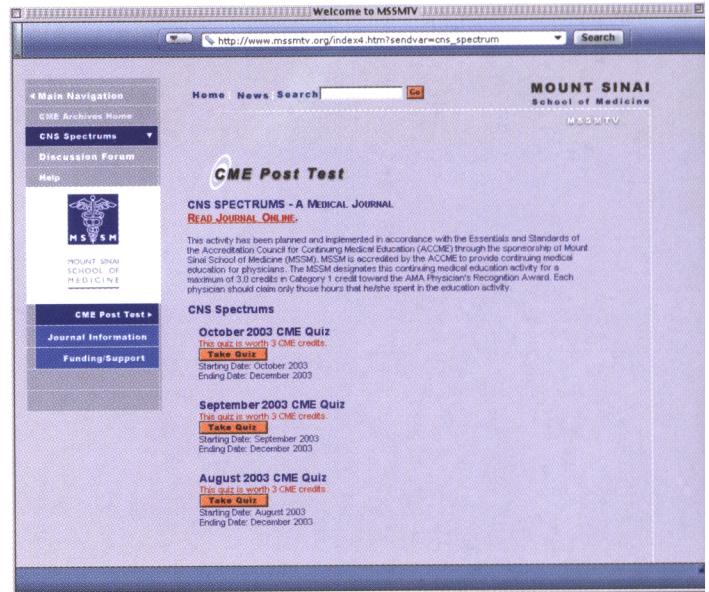 Welcome to MSSMTV
http://www.mssmtv.org/index4.htm?sendvar=cns_spectrum
Search
Main Navigation
CME Archives Home
CNS Spectrums
Discussion Forum
Help
MSSM
MOUNT SINAI
SCHOOL OF
MEDICINE
CME Post Test
Journal Information
Funding/Support
Home News Search Go
MOUNT SINAI
School of Medicine
MSSMTV
CME Post Test
CNS SPECTRUMS - A MEDICAL JOURNAL
READ JOURNAL ONLINE.
This activity has been planned and implemented in accordance with the Essentials and Standards of
the Accreditation Council for Continuing Medical Education (ACCME) through the sponsorship of Mount
Sinai School of Medicine (MSSM). MSSM is accredited by the ACCME to provide continuing medical
education for physicians. The MSSM designates this continuing medical education activity for a
maximum of 3.0 credits in Category 1 credit toward the AMA Physician's Recognition Award. Each
physician should claim only those hours that he/she spent in the education activity.
CNS Spectrums
October 2003 CME Quiz
This quiz is worth 3 CME credits.
Take Quiz
Starting Date: October 2003
Ending Date: December 2003
September 2003 CME Quiz
This quiz is worth 3 CME credits.
Take Quiz
Starting Date: September 2003
Ending Date: December 2003
August 2003 CME Quiz
This quiz is worth 3 CME credits.
Take Quiz
Starting Date: August 2003
Ending Date: December 2003